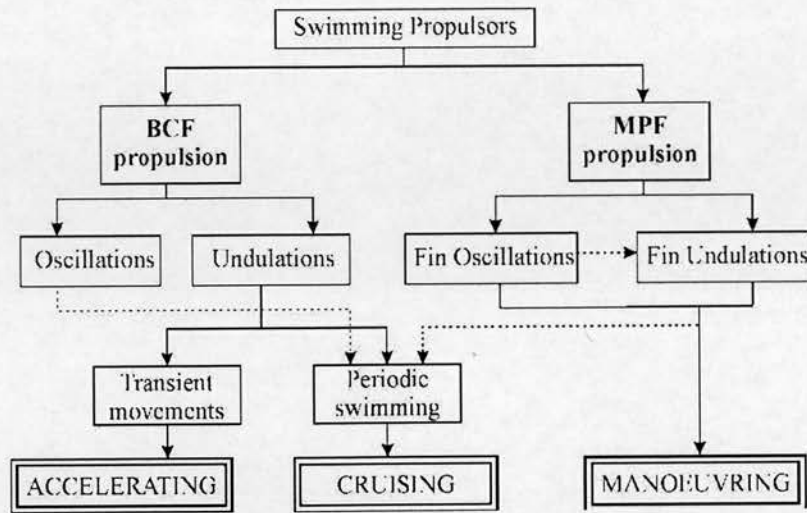 Swimming Propulsors
BCF
propulsion
MPF
propulsion
Oscillations
Undulations
Fin Oscillations
Fin Undulations
Transient
movements
Periodic
swimming
ACCELERATING
CRUISING
MANOEUVRING